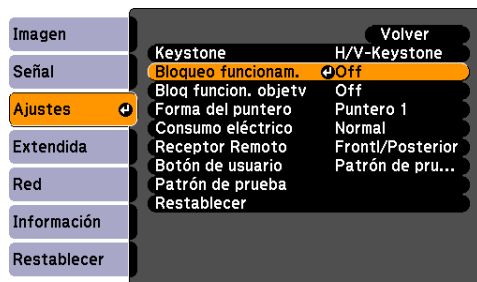 Imagen
Señal
Ajustes
Extendida
Red
Información
Restablecer
Volver
Keystone H/V-Keystone
Bloqueo funcionam. Off
Bloq funcion. objetv Off
Forma del puntero Puntero 1
Consumo eléctrico Normal
Receptor Remoto Frontl/Posterior
Botón de usuario Patrón de pru...
Patrón de prueba
Restablecer